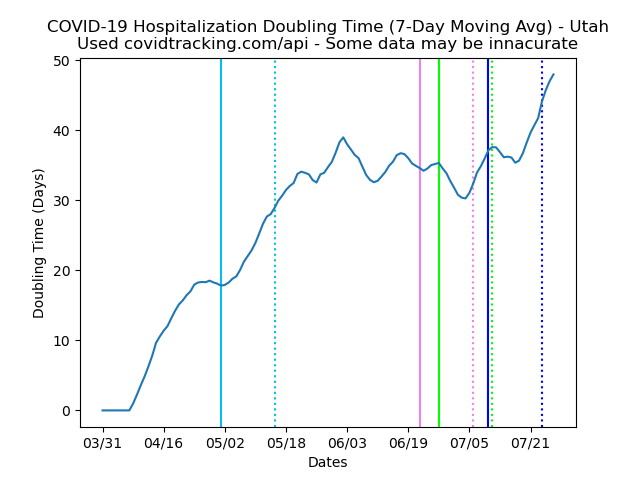 COVID-19 Hospitalization Doubling Time (7-Day Moving Avg) - Utah
Used covidtracking.com/api - Some data may be innacurate
50
40
30
20
10
0
Doubling Time (Days)
03/31 04/16 05/02 05/18 06/03 06/19 07/05 07/21
Dates